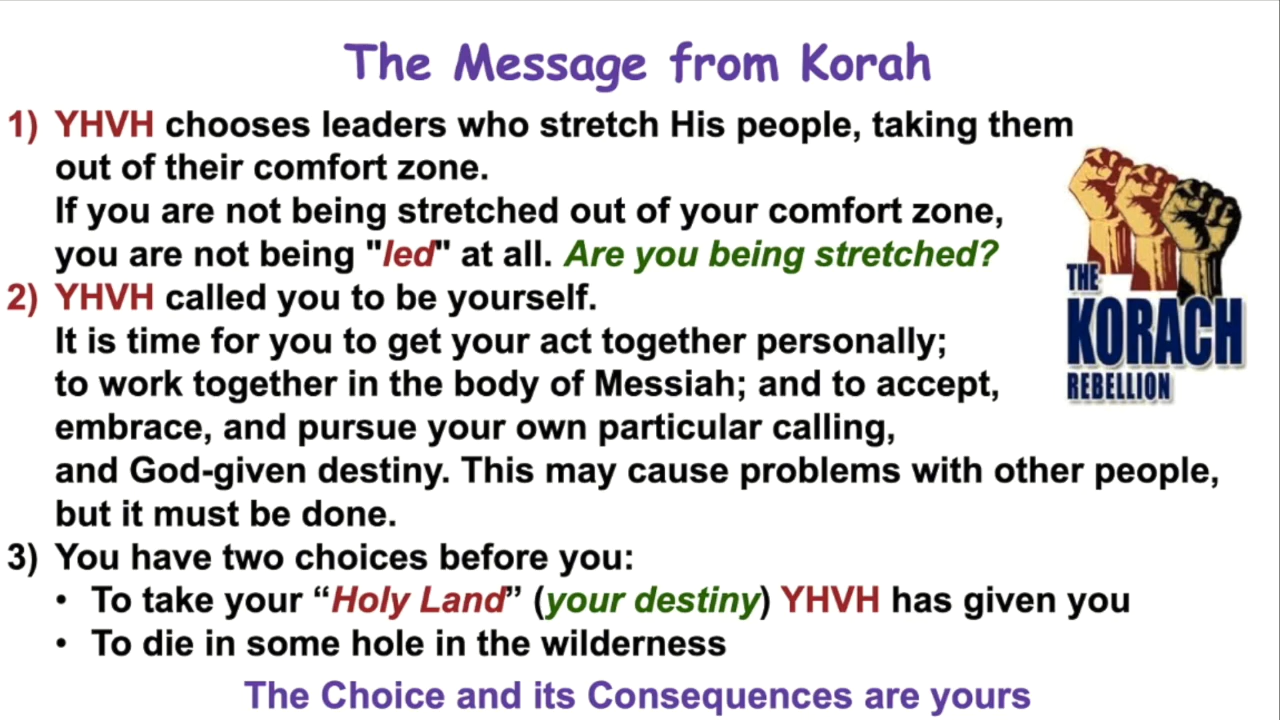 The Message from Korah
1) YHVH chooses leaders who stretch His people, taking them
out of their comfort zone.
If you are not being stretched out of your comfort zone,
you are not being "led" at all. Are you being stretched?
2) YHVH called you to be yourself.
It is time for you to get your act together personally;
to work together in the body of Messiah; and to accept,
embrace, and pursue your own particular calling,
and God-given destiny. This may cause problems with other people,
but it must be done.
3) You have two choices before you:
• To take your “Holy Land” (your destiny) YHVH has given you
• To die in some hole in the wilderness
The Choice and its Consequences are yours
THE
KORACH
REBELLION